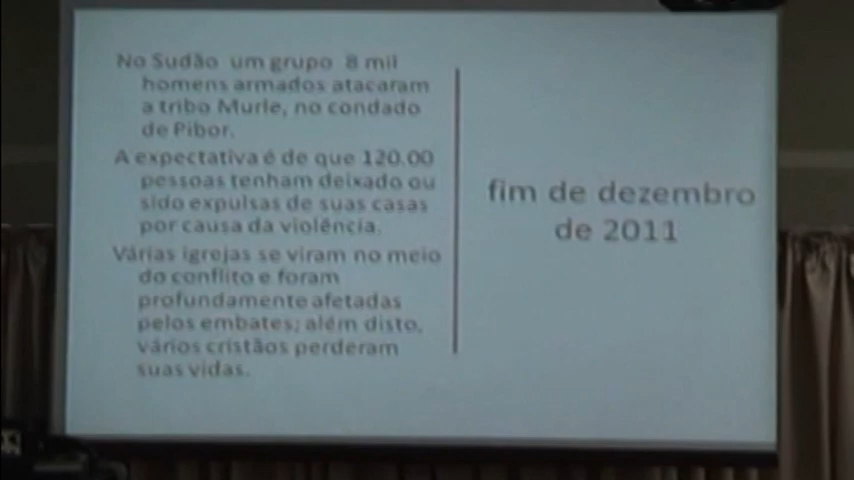 No Sudão um grupo 8 mil
homens armados atacaram
a tribo Murle, no condado
de Pibor.
A expectativa é de que 120.00
pessoas tenham deixado ou
sido expulsas de suas casas
por causa da violência.
Várias igrejas se viram no meio
do conflito e foram
profundamente afetadas
pelos embates; além disto,
vários cristãos perderam
suas vidas.
fim de dezembro
de 2011